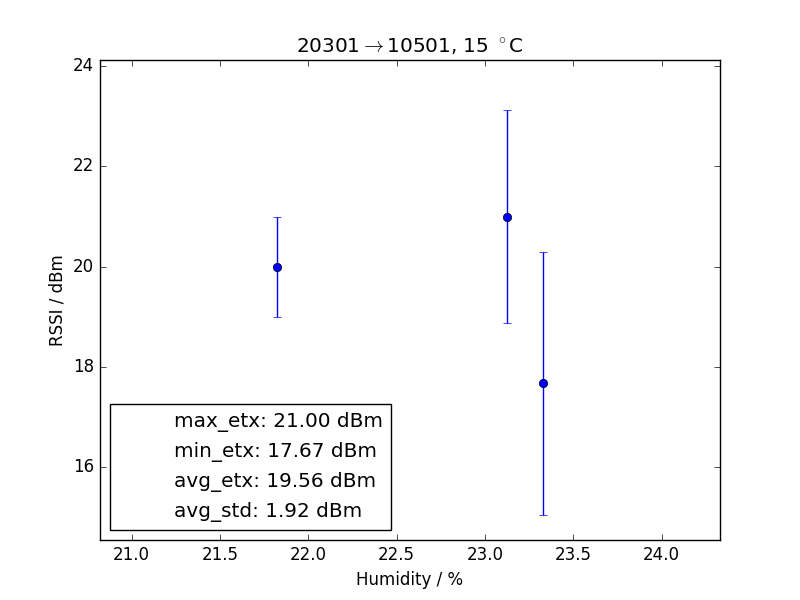 20301→10501, 15 °C
24
22
20
18
16
RSSI / dBm
max_etx: 21.00 dBm
min_etx: 17.67 dBm
avg_etx: 19.56 dBm
avg_std: 1.92 dBm
21.0 21.5 22.0 22.5 23.0 23.5 24.0
Humidity / %